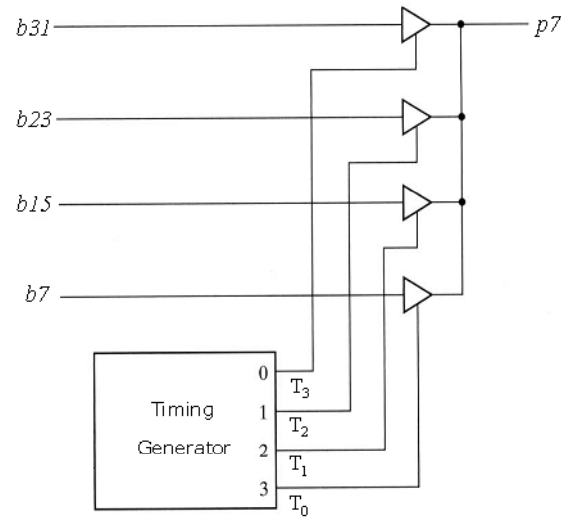 b31
p7
b23
b15
b7
Timing
Generator
0
T3
1
T2
2
T1
3
T0